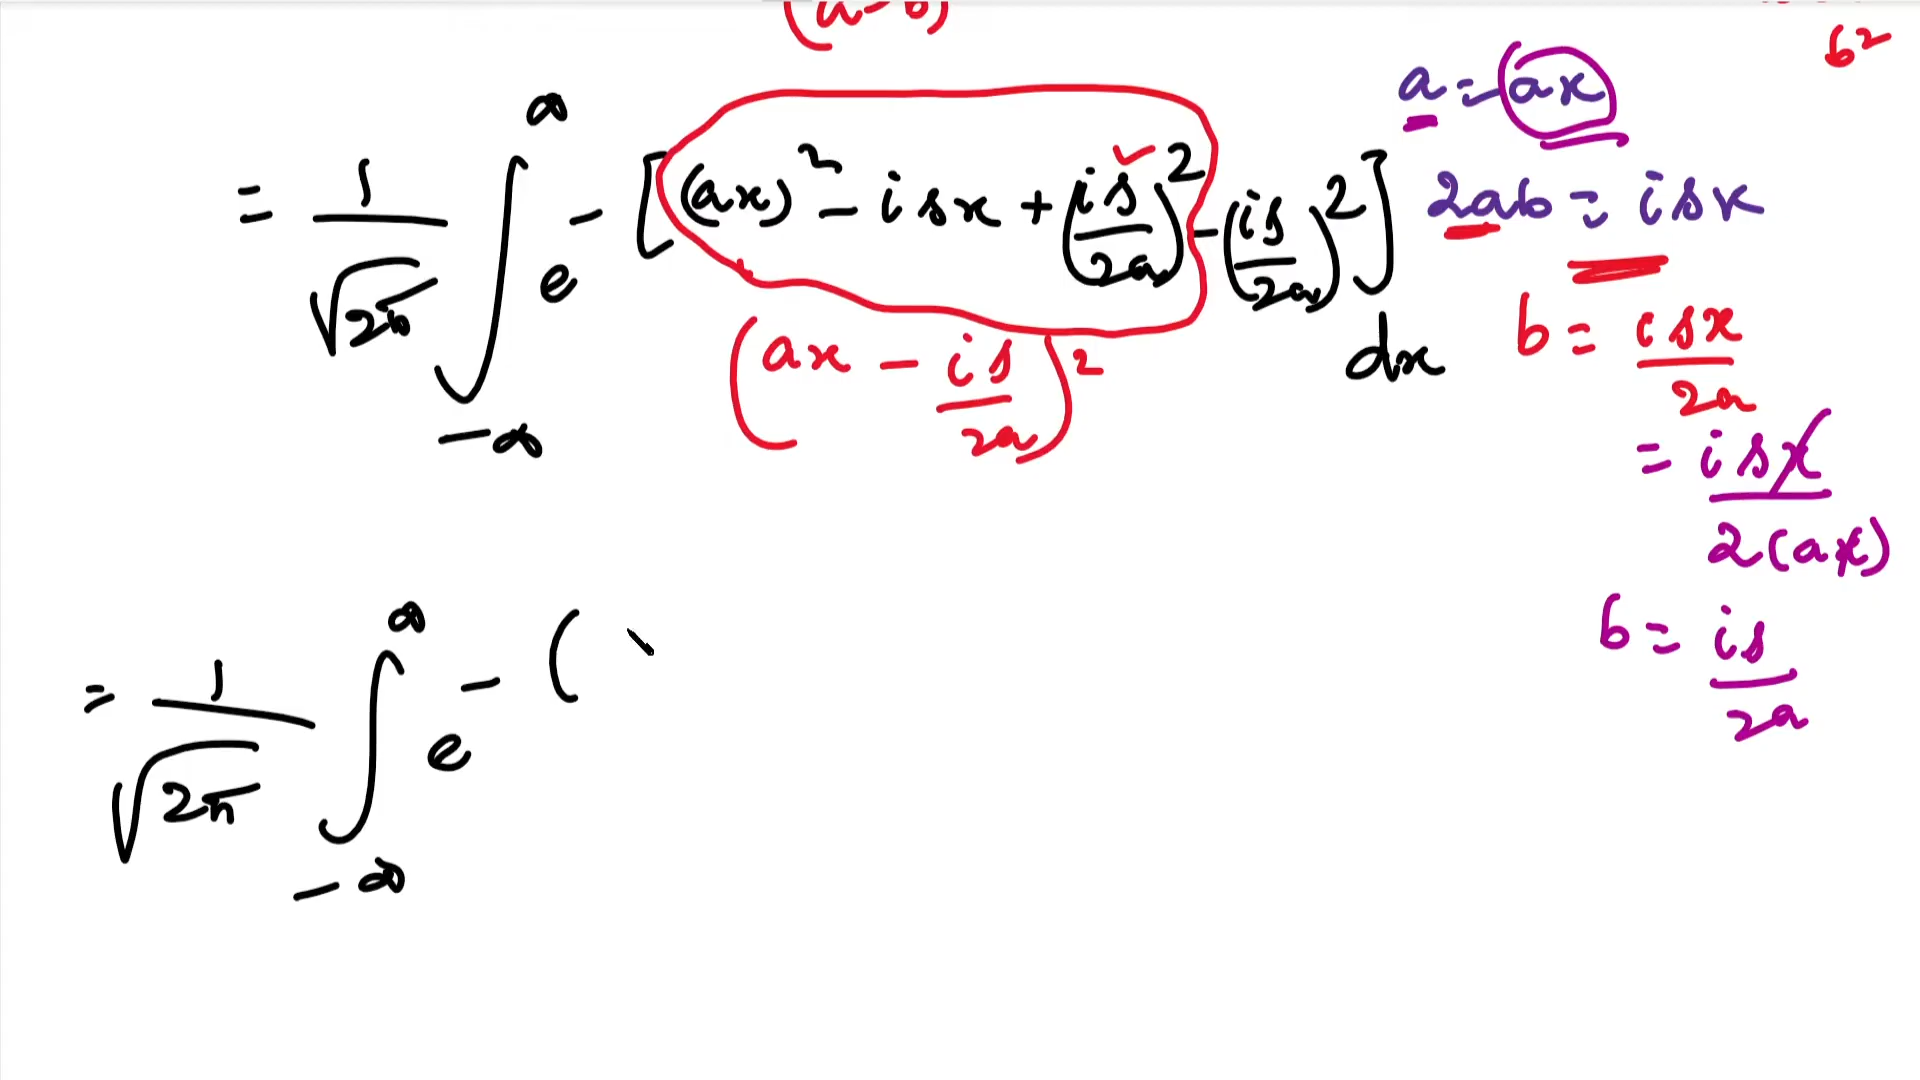 (a-b)
b²
= 1/√2π ∫_{-∞}^{∞} e^{-[(ax)² - isx + (is/2a)² - (is/2a)²]} dx
(ax - is/2a)²
a = ax
2ab = isx
b = isx/2a
= isx/2(ax)
b = is/2a
= 1/√2π ∫_{-∞}^{∞} e^{-(